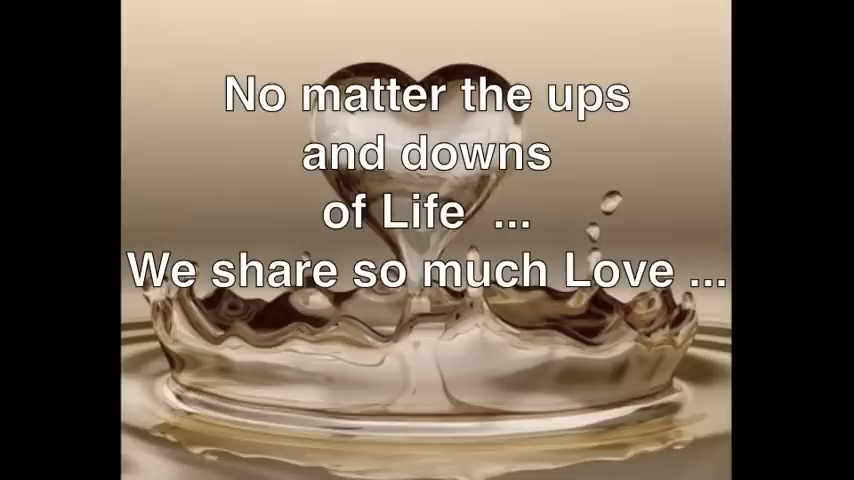 No matter the ups
and downs
of Life ...
We share so much Love ...